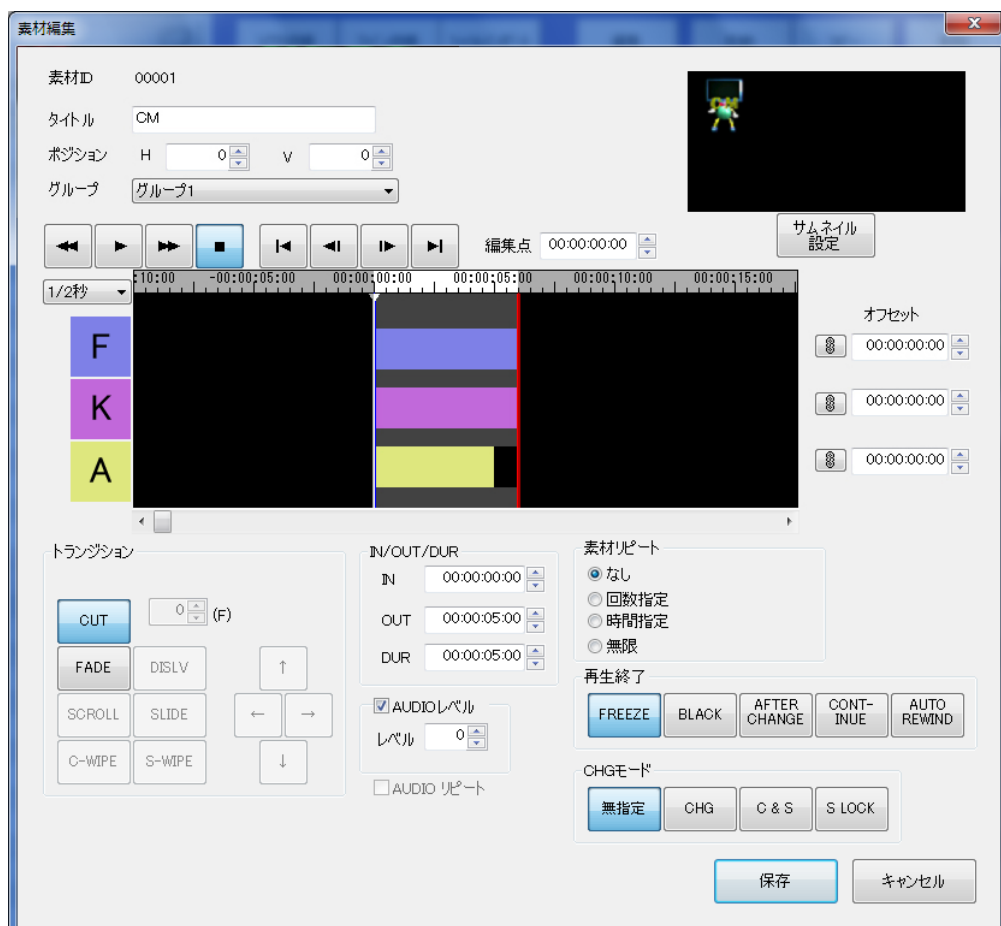 素材編集
素材ID 00001
タイトル CM
ポジション H 0 V 0
グループ グループ1
CM
サムネイル
設定
編集点 00:00:00:00
1/2秒
:10:00 -00:00:05:00 00:00:00:00 00:00:05:00 00:00:10:00 00:00:15:00
オフセット
F 00:00:00:00
K 00:00:00:00
A 00:00:00:00
トランジション
CUT 0 (F)
FADE DISLV ↑
SCROLL SLIDE ← →
C-WIPE S-WIPE ↓
IN/OUT/DUR
IN 00:00:00:00
OUT 00:00:05:00
DUR 00:00:05:00
AUDIOレベル
レベル 0
AUDIO リピート
素材リピート
なし
回数指定
時間指定
無限
再生終了
FREEZE BLACK AFTER CHANGE CONT-INUE AUTO REWIND
CHGモード
無指定 CHG C & S S LOCK
保存 キャンセル